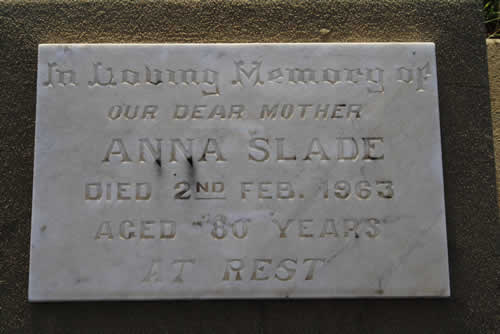 In Loving Memory of
OUR DEAR MOTHER
ANNA SLADE
DIED 2ND FEB. 1963
AGED 80 YEARS
AT REST